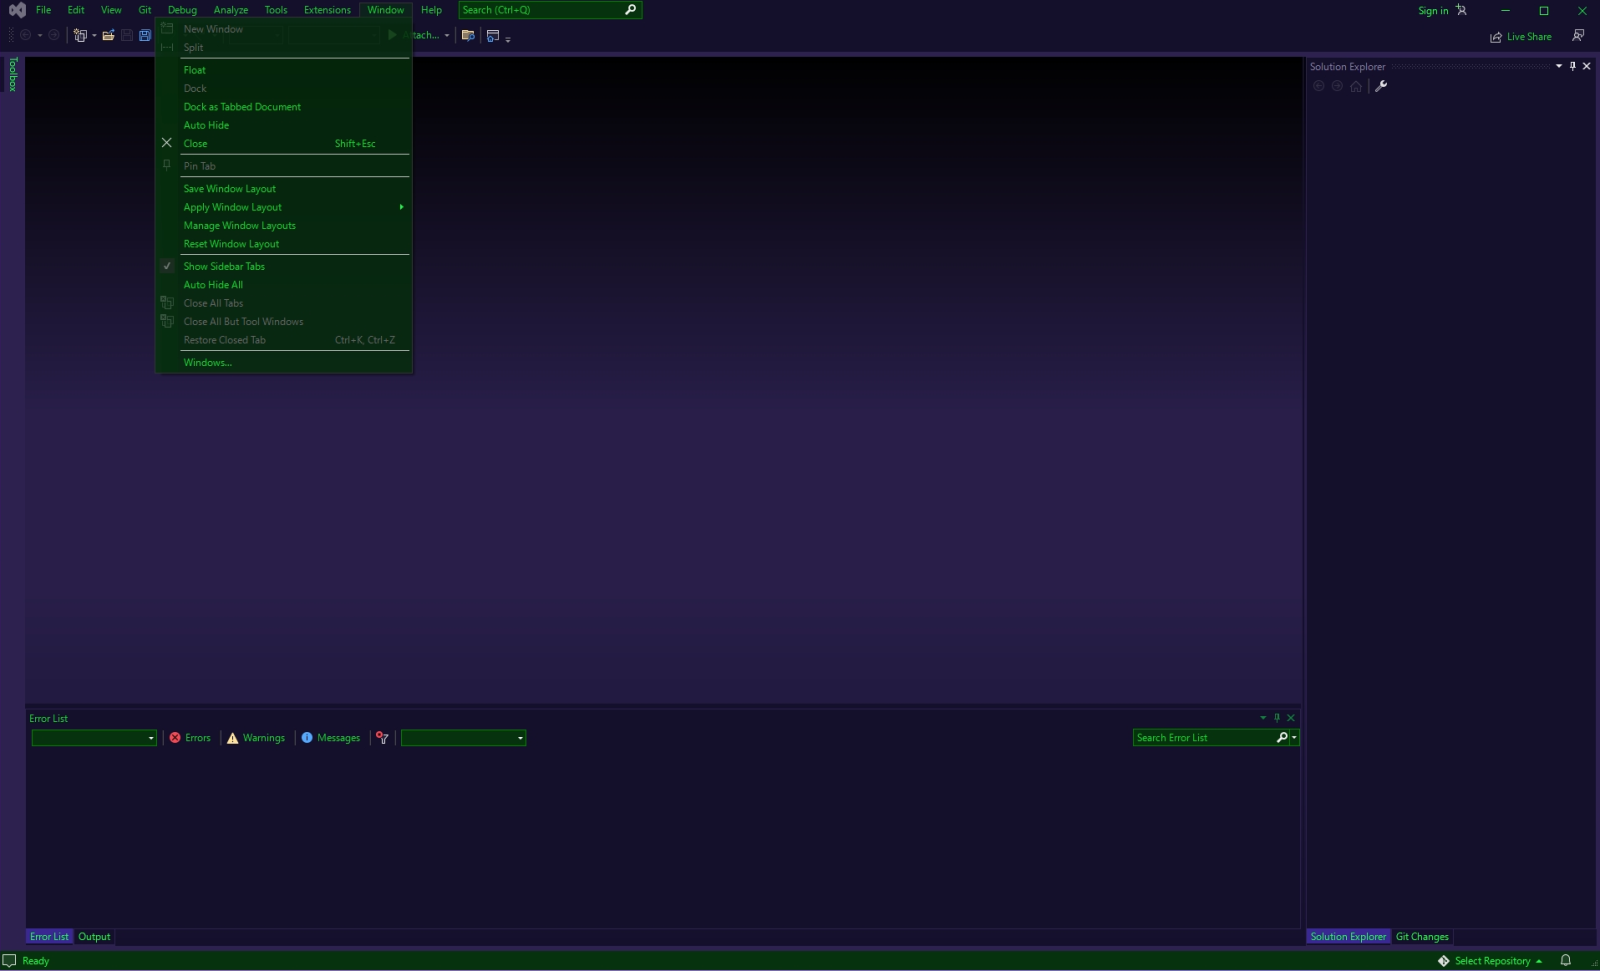 File Edit View Git Debug Analyze Tools Extensions Window Help Search (Ctrl+Q) Sign in
Attach... Live Share
Toolbox
New Window
Split
Float
Dock
Dock as Tabbed Document
Auto Hide
Close Shift+Esc
Pin Tab
Save Window Layout
Apply Window Layout
Manage Window Layouts
Reset Window Layout
Show Sidebar Tabs
Auto Hide All
Close All Tabs
Close All But Tool Windows
Restore Closed Tab Ctrl+K, Ctrl+Z
Windows...
Solution Explorer
Error List
Errors Warnings Messages Search Error List
Error List Output
Solution Explorer Git Changes
Ready Select Repository